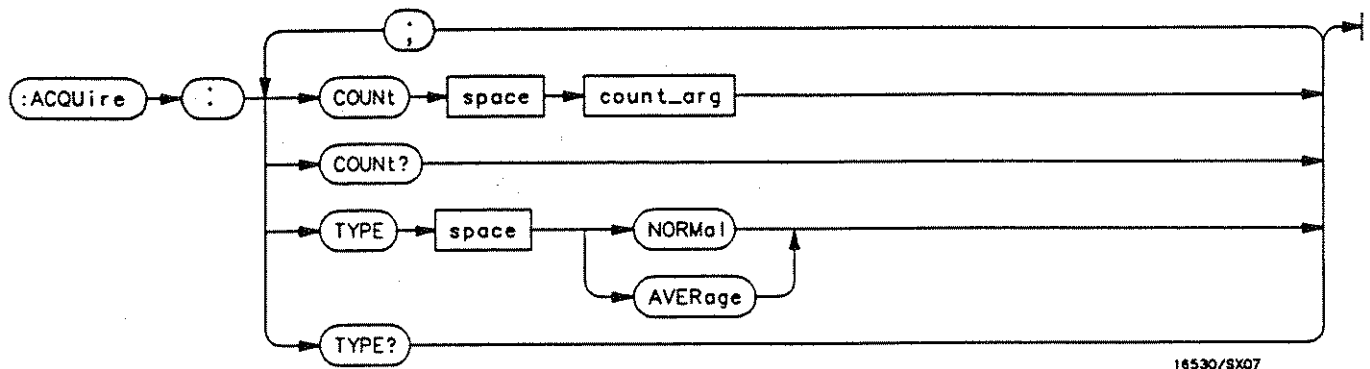 ;
:ACQUire : COUNt space count_arg
COUNt?
TYPE space NORMal
AVERage
TYPE?
16530/SX07